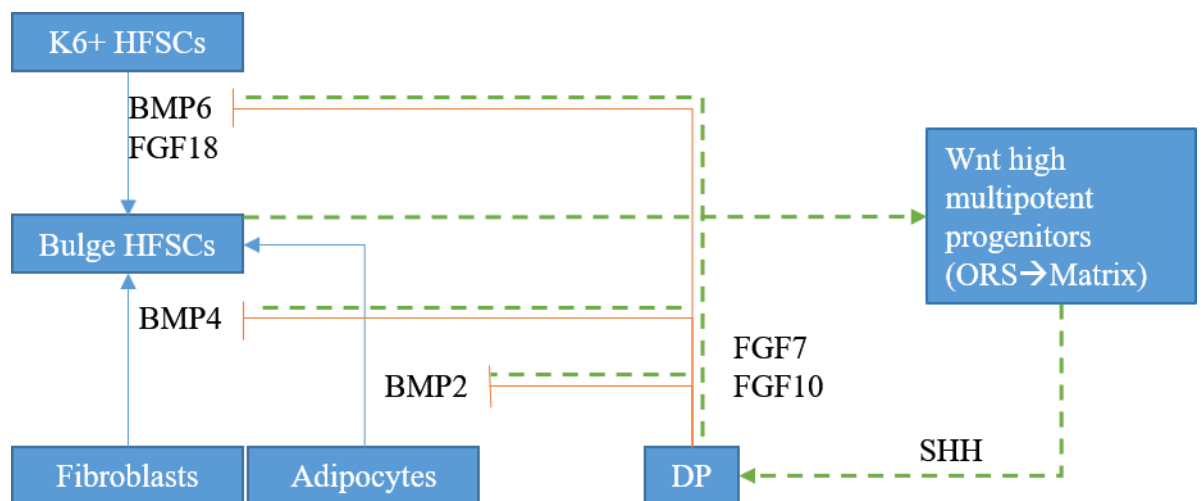 K6+ HFSCs
BMP6
FGF18
Wnt high
multipotent
progenitors
(ORS→Matrix)
Bulge HFSCs
BMP4
FGF7
FGF10
BMP2
SHH
Fibroblasts
Adipocytes
DP